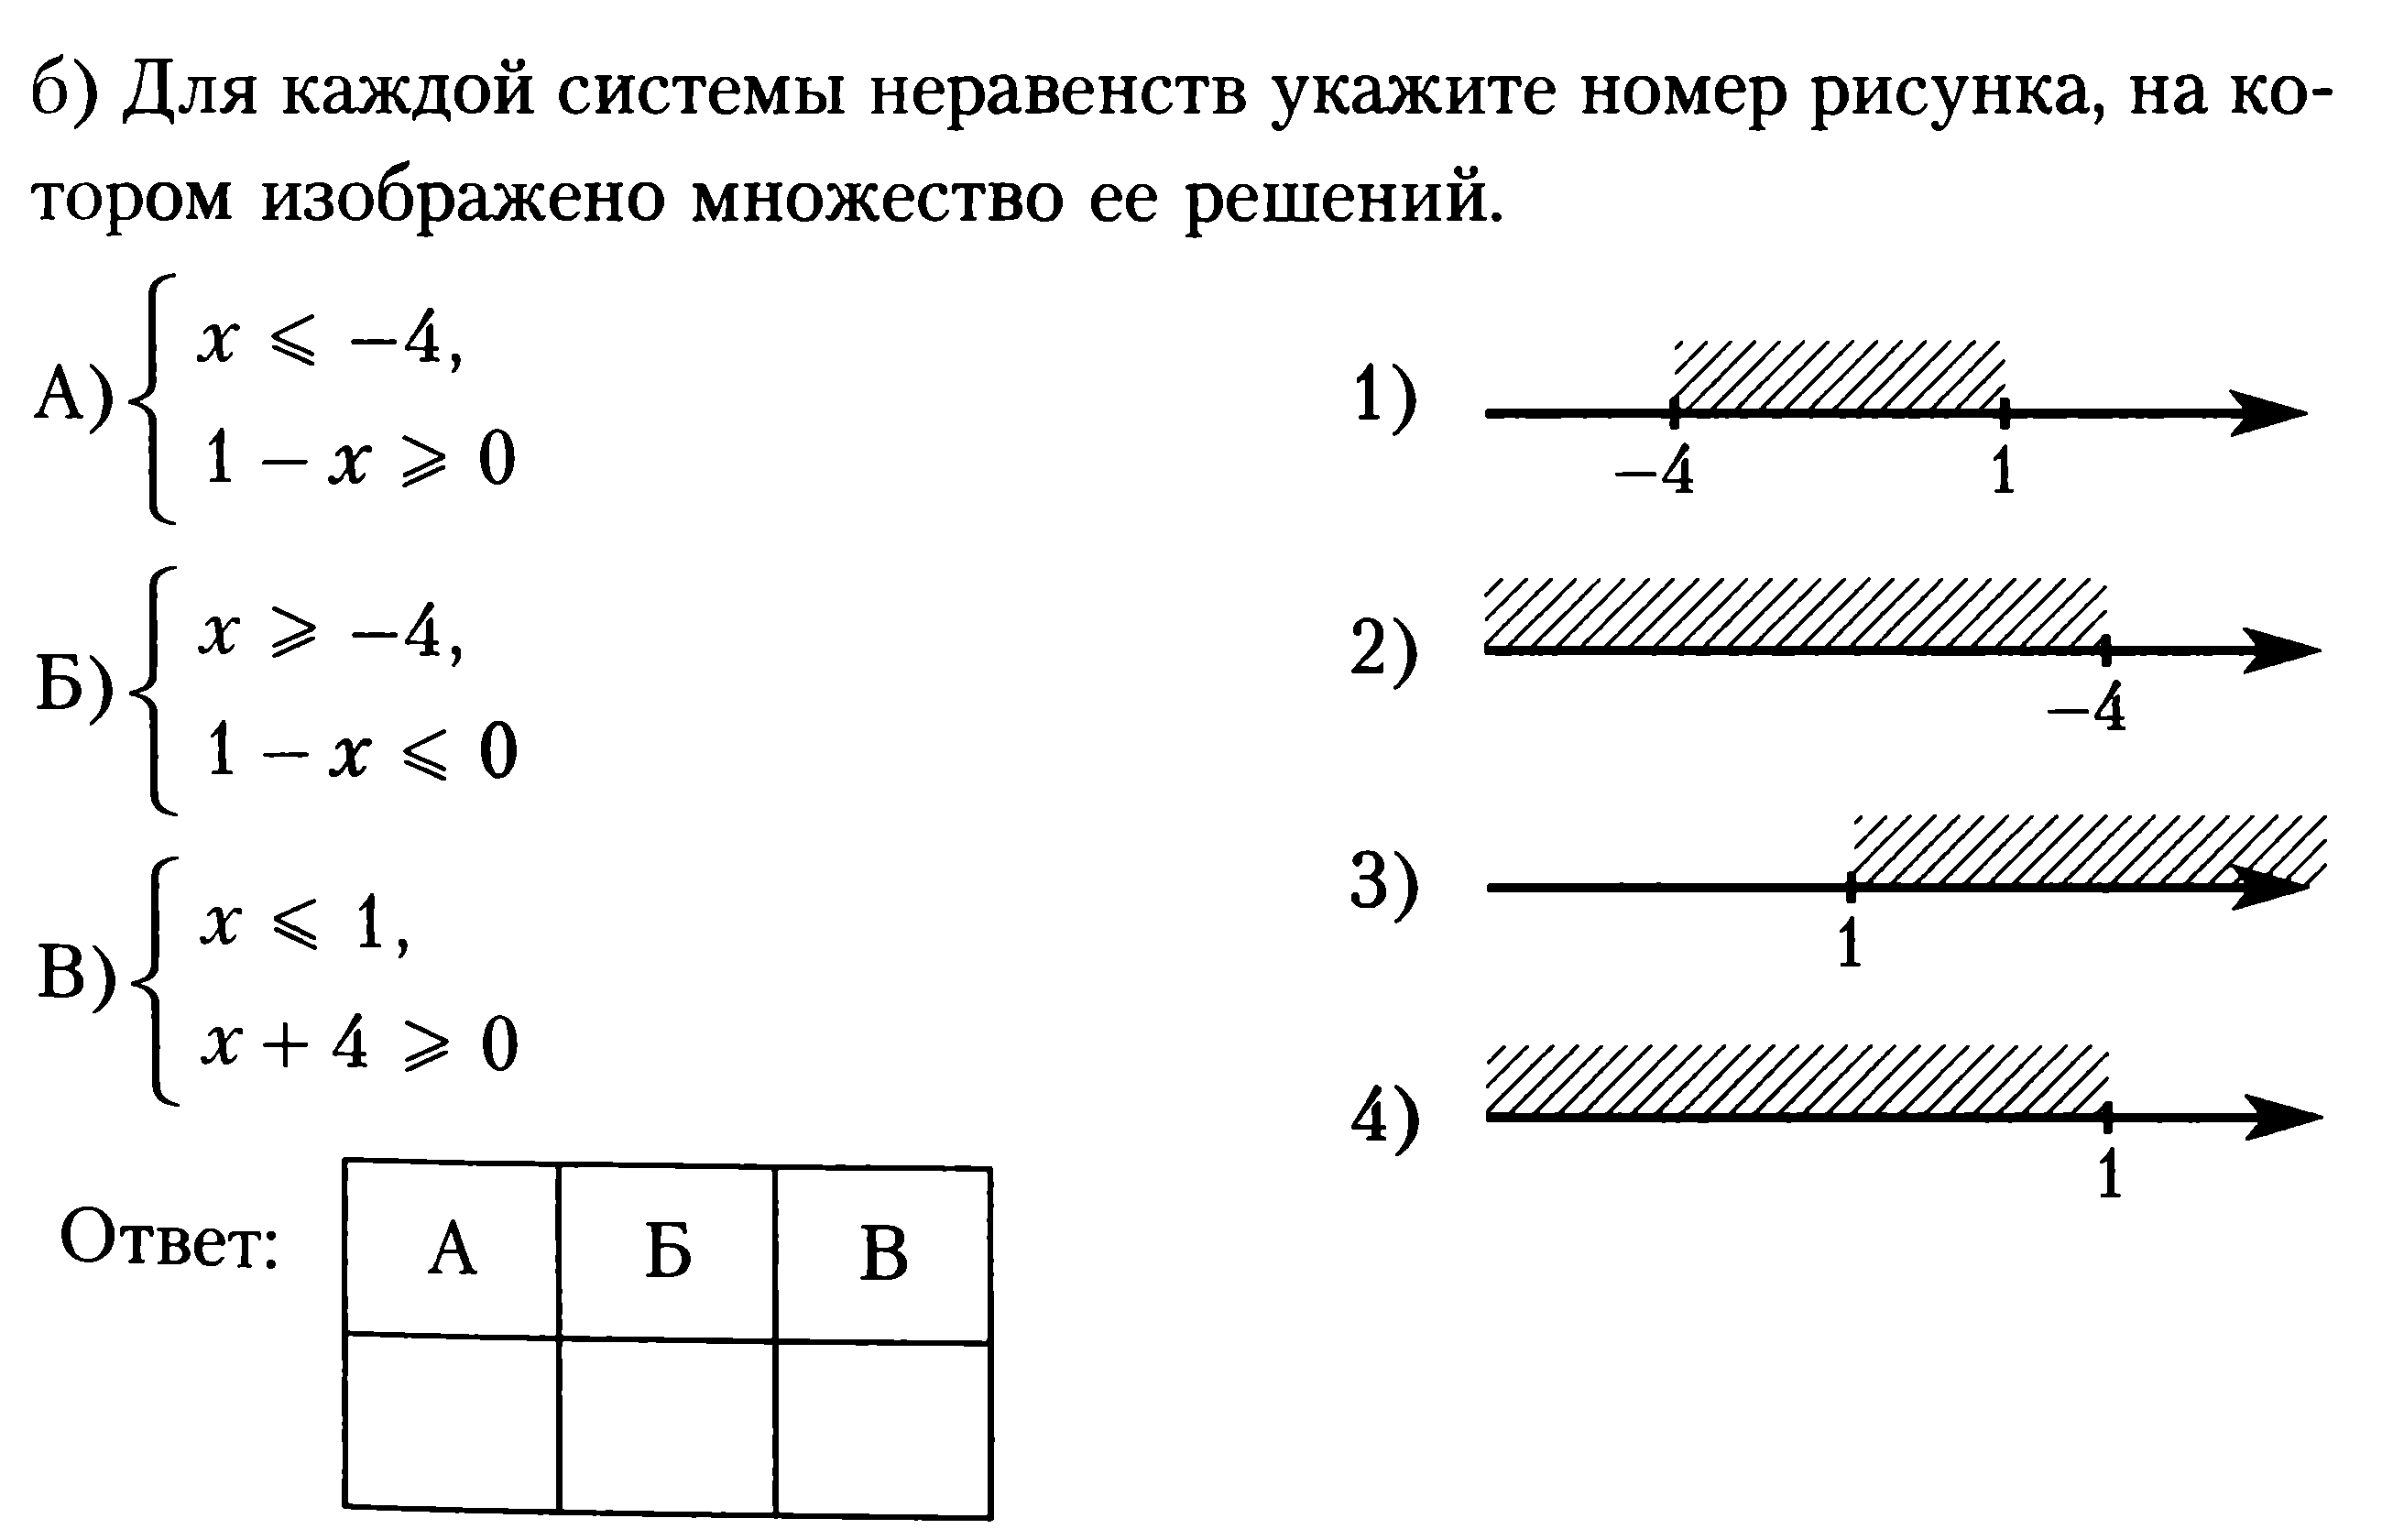 б) Для каждой системы неравенств укажите номер рисунка, на ко-
тором изображено множество ее решений.
А) { x ⩽ −4,
1 − x ⩾ 0
1)
−4 1
Б) { x ⩾ −4,
1 − x ⩽ 0
2)
−4
В) { x ⩽ 1,
x + 4 ⩾ 0
3)
1
4)
1
Ответ:
А Б В